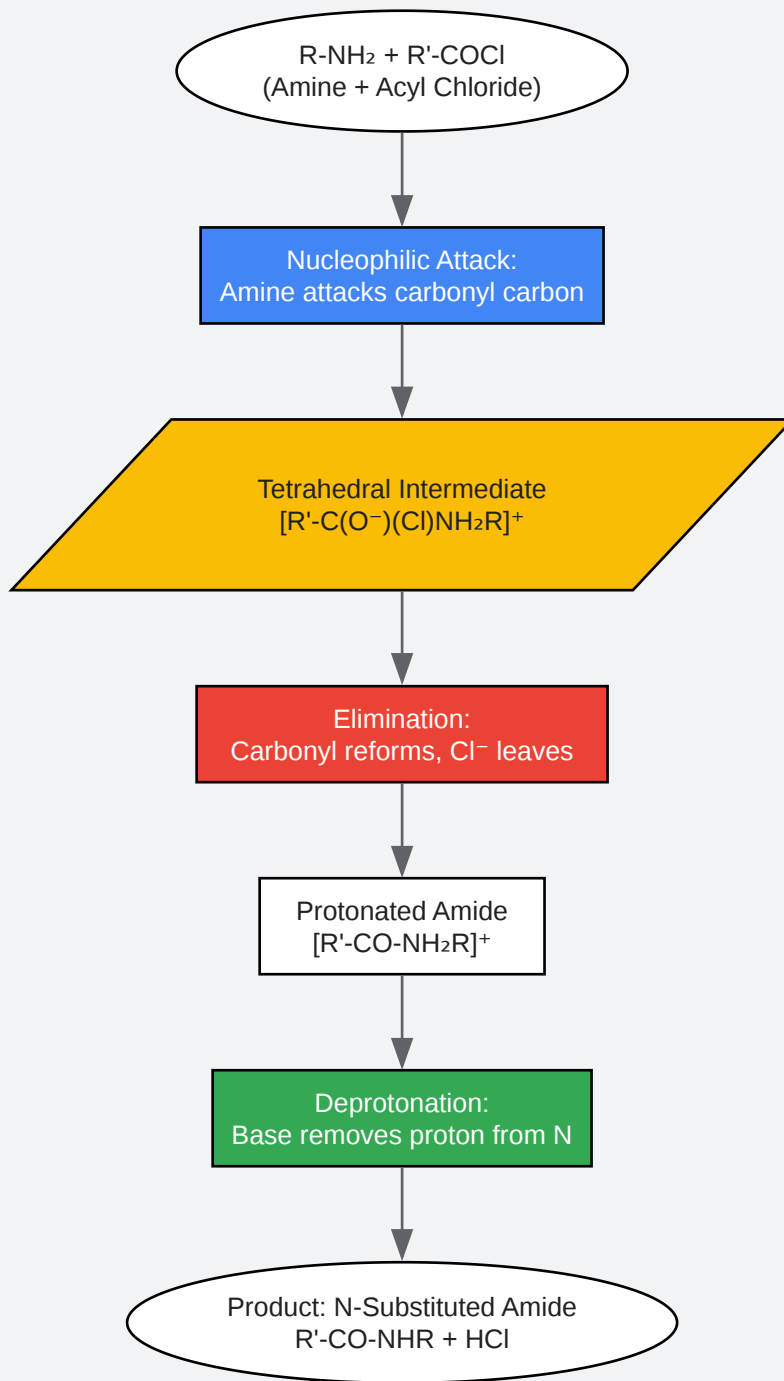 R-NH₂ + R'-COCl
(Amine + Acyl Chloride)
Nucleophilic Attack:
Amine attacks carbonyl carbon
Tetrahedral Intermediate
[R'-C(O⁻)(Cl)NH₂R]⁺
Elimination:
Carbonyl reforms, Cl⁻ leaves
Protonated Amide
[R'-CO-NH₂R]⁺
Deprotonation:
Base removes proton from N
Product: N-Substituted Amide
R'-CO-NHR + HCl